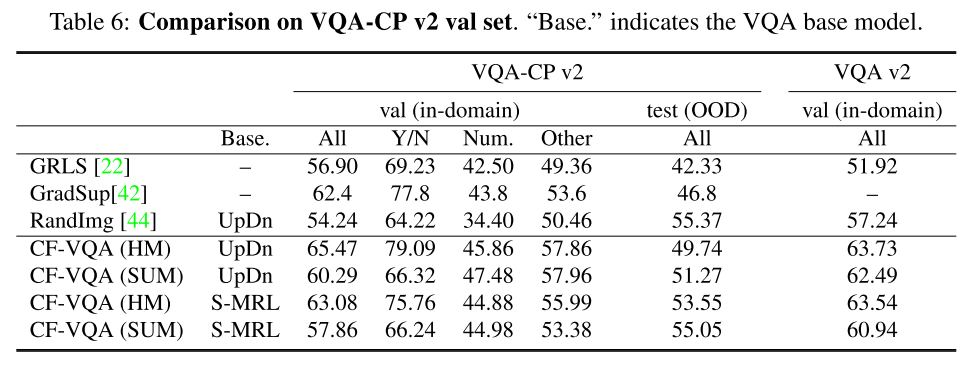 Table 6: Comparison on VQA-CP v2 val set. “Base.” indicates the VQA base model.
VQA-CP v2 VQA v2
val (in-domain) test (OOD) val (in-domain)
Base. All Y/N Num. Other All All
GRLS [22] – 56.90 69.23 42.50 49.36 42.33 51.92
GradSup[42] – 62.4 77.8 43.8 53.6 46.8 –
RandImg [44] UpDn 54.24 64.22 34.40 50.46 55.37 57.24
CF-VQA (HM) UpDn 65.47 79.09 45.86 57.86 49.74 63.73
CF-VQA (SUM) UpDn 60.29 66.32 47.48 57.96 51.27 62.49
CF-VQA (HM) S-MRL 63.08 75.76 44.88 55.99 53.55 63.54
CF-VQA (SUM) S-MRL 57.86 66.24 44.98 53.38 55.05 60.94